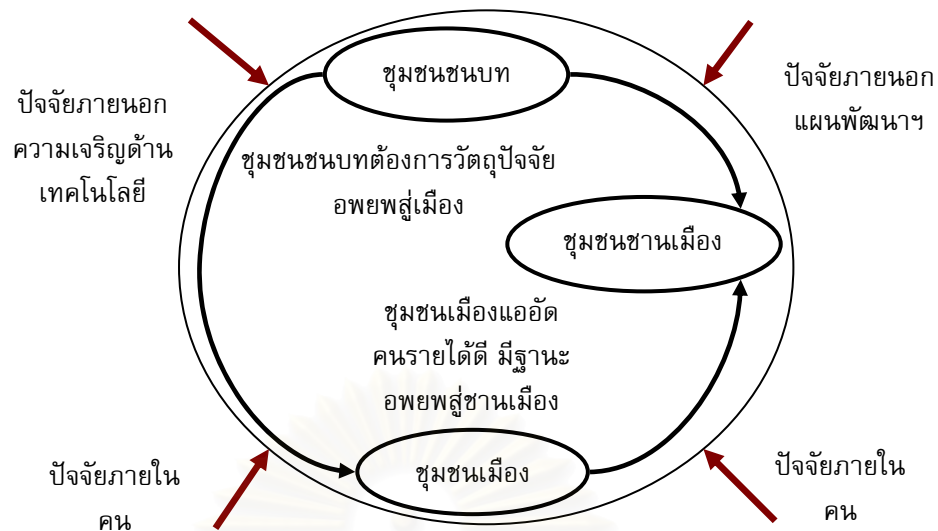 ชุมชนชนบท
ปัจจัยภายนอก
ความเจริญด้าน
เทคโนโลยี
ปัจจัยภายนอก
แผนพัฒนาฯ
ชุมชนชนบทต้องการวัตถุปัจจัย
อพยพสู่เมือง
ชุมชนชานเมือง
ชุมชนเมืองแออัด
คนรายได้ดี มีฐานะ
อพยพสู่ชานเมือง
ชุมชนเมือง
ปัจจัยภายใน
คน
ปัจจัยภายใน
คน